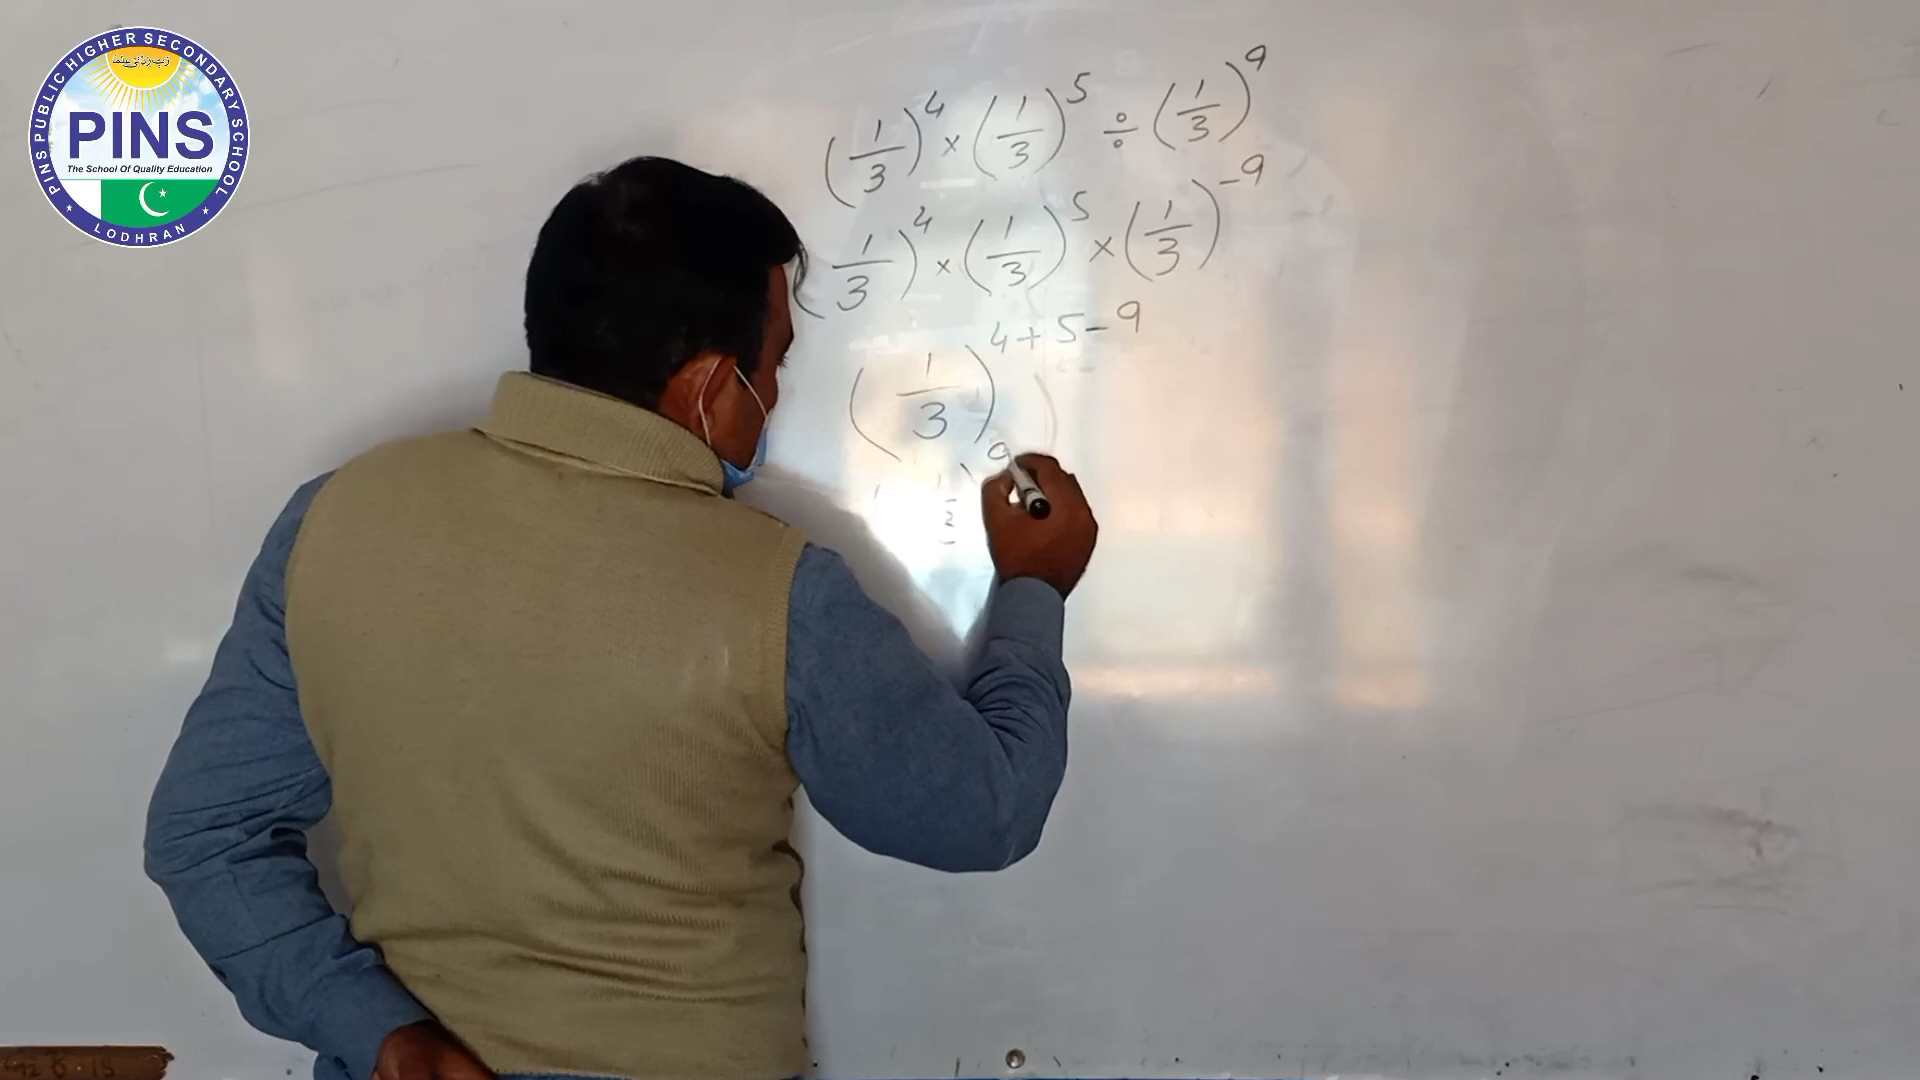 PINS PUBLIC HIGHER SECONDARY SCHOOL
PINS
The School Of Quality Education
LODHRAN
(1/3)^4 × (1/3)^5 ÷ (1/3)^9
(1/3)^4 × (1/3)^5 × (1/3)^-9
(1/3)^4+5-9
9